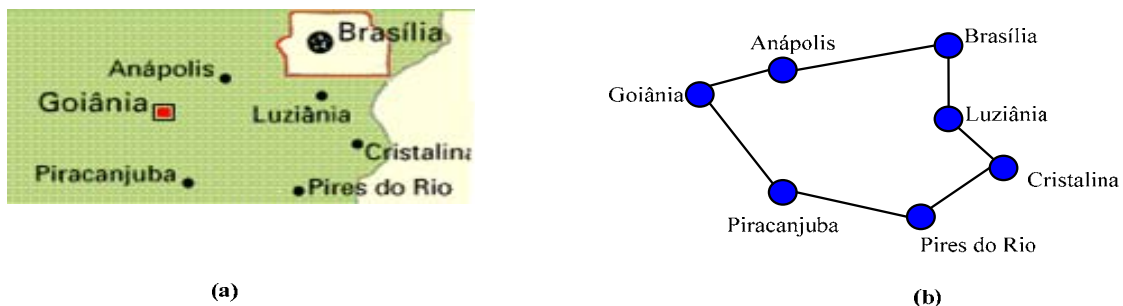 Brasília
Anápolis
Goiânia
Luziânia
Cristalina
Piracanjuba
Pires do Rio
(a)
Brasília
Anápolis
Goiânia
Luziânia
Cristalina
Piracanjuba
Pires do Rio
(b)